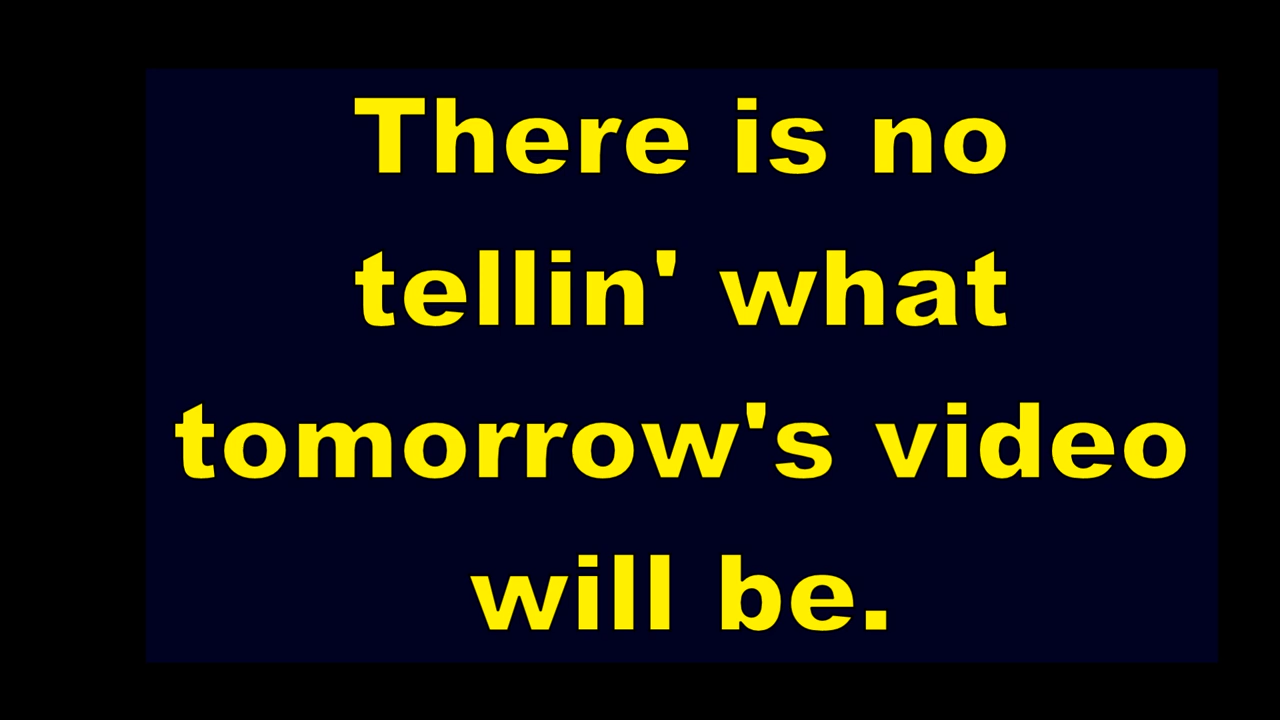 There is no
tellin' what
tomorrow's video
will be.